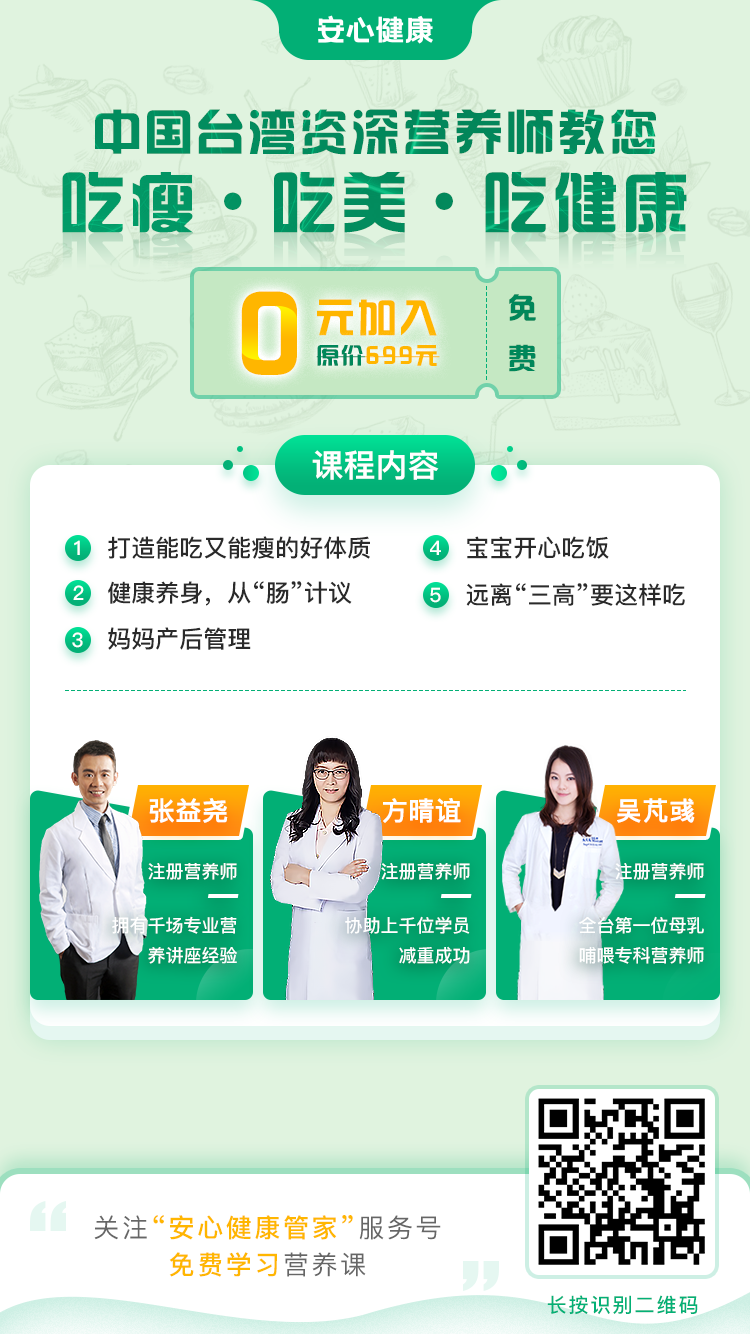 安心健康
中国台湾资深营养师教您
吃瘦·吃美·吃健康
0元加入
原价699元
免费
课程内容
1 打造能吃又能瘦的好体质
2 健康养身，从“肠”计议
3 妈妈产后管理
4 宝宝开心吃饭
5 远离“三高”要这样吃
张益尧
注册营养师
拥有千场专业营
养讲座经验
方晴谊
注册营养师
协助上千位学员
减重成功
吴芃彧
注册营养师
全台第一位母乳
哺喂专科营养师
关注“安心健康管家”服务号
免费学习营养课
长按识别二维码